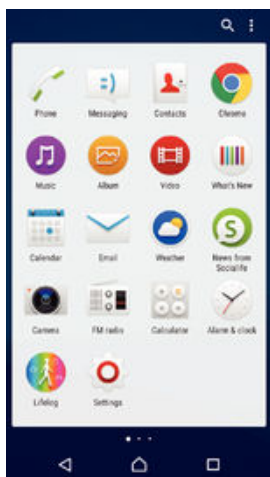 Phone Messaging Contacts Chrome
Music Album Video What's New
Calendar Email Weather News from
Socialife
Camera FM radio Calculator Alarm & clock
Lifelog Settings